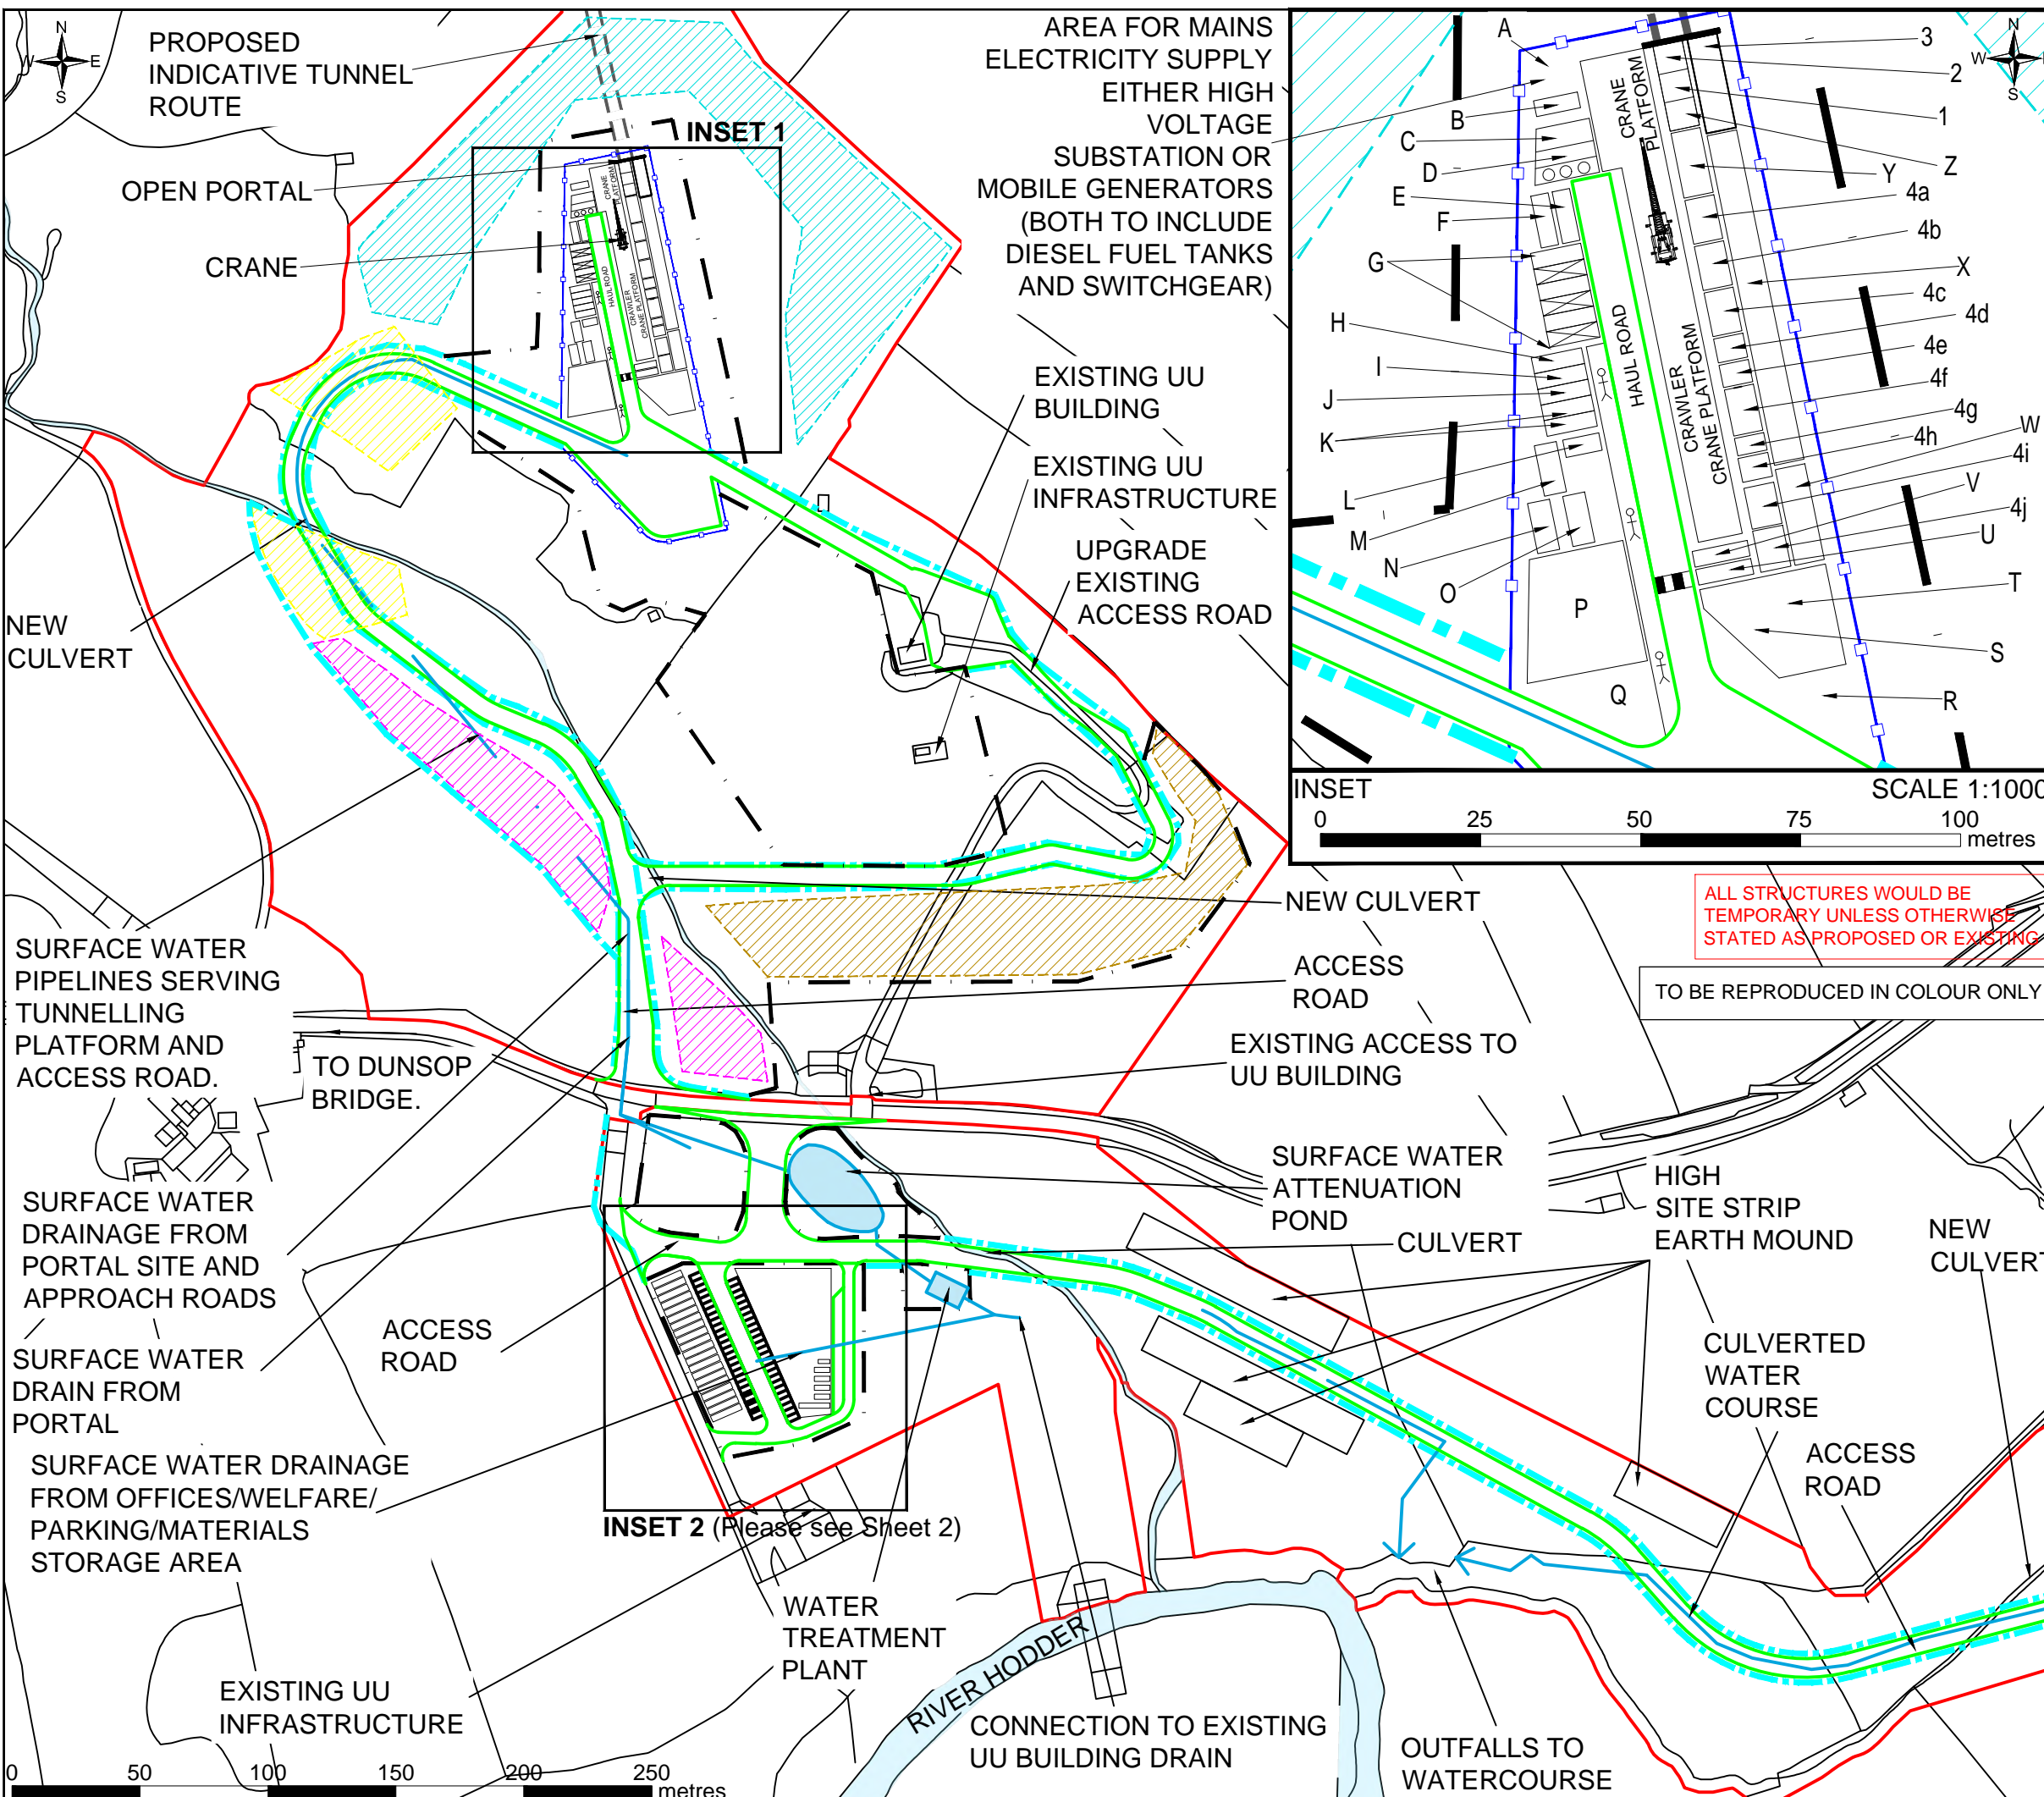 N
W
E
S
PROPOSED
INDICATIVE TUNNEL
ROUTE
OPEN PORTAL
CRANE
INSET 1
CRANE
PLATFORM
HAUL ROAD
CRAWLER
CRANE PLATFORM
AREA FOR MAINS
ELECTRICITY SUPPLY
EITHER HIGH
VOLTAGE
SUBSTATION OR
MOBILE GENERATORS
(BOTH TO INCLUDE
DIESEL FUEL TANKS
AND SWITCHGEAR)
EXISTING UU
BUILDING
EXISTING UU
INFRASTRUCTURE
UPGRADE
EXISTING
ACCESS ROAD
NEW
CULVERT
A
B
C
D
E
F
G
H
I
J
K
L
M
N
O
P
Q
CRANE
PLATFORM
HAUL ROAD
CRAWLER
CRANE PLATFORM
3
2
1
Z
Y
4a
4b
X
4c
4d
4e
4f
4g
W
4h
4i
V
4j
U
T
S
R
N
W
S
INSET
SCALE 1:1000
0
25
50
75
100
metres
ALL STRUCTURES WOULD BE
TEMPORARY UNLESS OTHERWISE
STATED AS PROPOSED OR EXISTING
TO BE REPRODUCED IN COLOUR ONLY
NEW CULVERT
ACCESS
ROAD
EXISTING ACCESS TO
UU BUILDING
SURFACE WATER
PIPELINES SERVING
TUNNELLING
PLATFORM AND
ACCESS ROAD.
TO DUNSOP
BRIDGE.
SURFACE WATER
ATTENUATION
POND
CULVERT
HIGH
SITE STRIP
EARTH MOUND
NEW
CULVERT
SURFACE WATER
DRAINAGE FROM
PORTAL SITE AND
APPROACH ROADS
ACCESS
ROAD
SURFACE WATER
DRAIN FROM
PORTAL
CULVERTED
WATER
COURSE
ACCESS
ROAD
SURFACE WATER DRAINAGE
FROM OFFICES/WELFARE/
PARKING/MATERIALS
STORAGE AREA
INSET 2 (Please see Sheet 2)
WATER
TREATMENT
PLANT
RIVER HODDER
EXISTING UU
INFRASTRUCTURE
CONNECTION TO EXISTING
UU BUILDING DRAIN
OUTFALLS TO
WATERCOURSE
0
50
100
150
200
250
metres